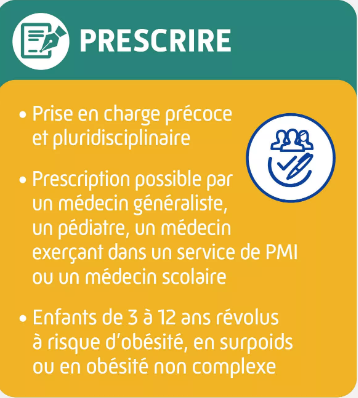 PRESCRIRE
• Prise en charge précoce
et pluridisciplinaire
• Prescription possible par
un médecin généraliste,
un pédiatre, un médecin
exerçant dans un service de PMI
ou un médecin scolaire
• Enfants de 3 à 12 ans révolus
à risque d'obésité, en surpoids
ou en obésité non complexe